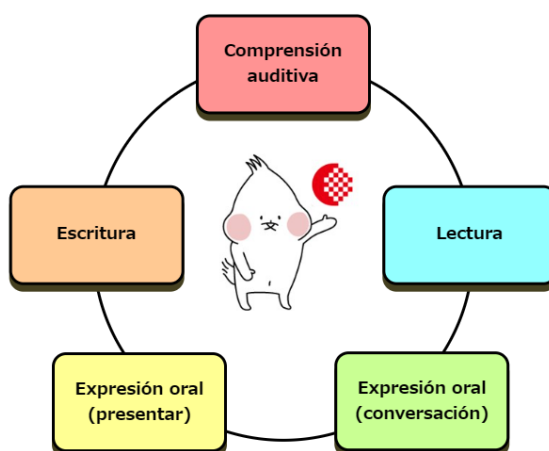 Comprensión
auditiva
Escritura
Lectura
Expresión oral
(presentar)
Expresión oral
(conversación)